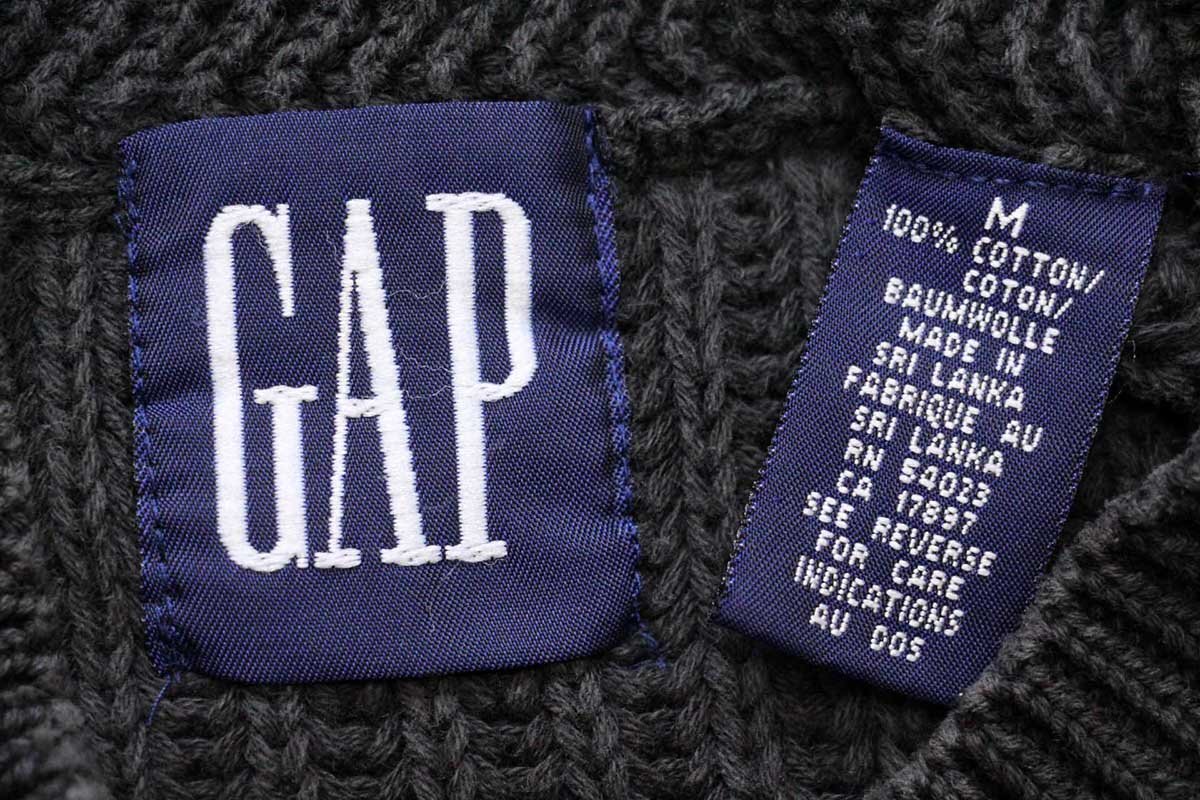 GAP
M
100% COTTON/
COTON/
BAUMWOLLE
MADE IN
SRI LANKA
FABRIQUE AU
SRI LANKA
RN 54023
CA 17897
SEE REVERSE
FOR CARE
INDICATIONS
AU DOS